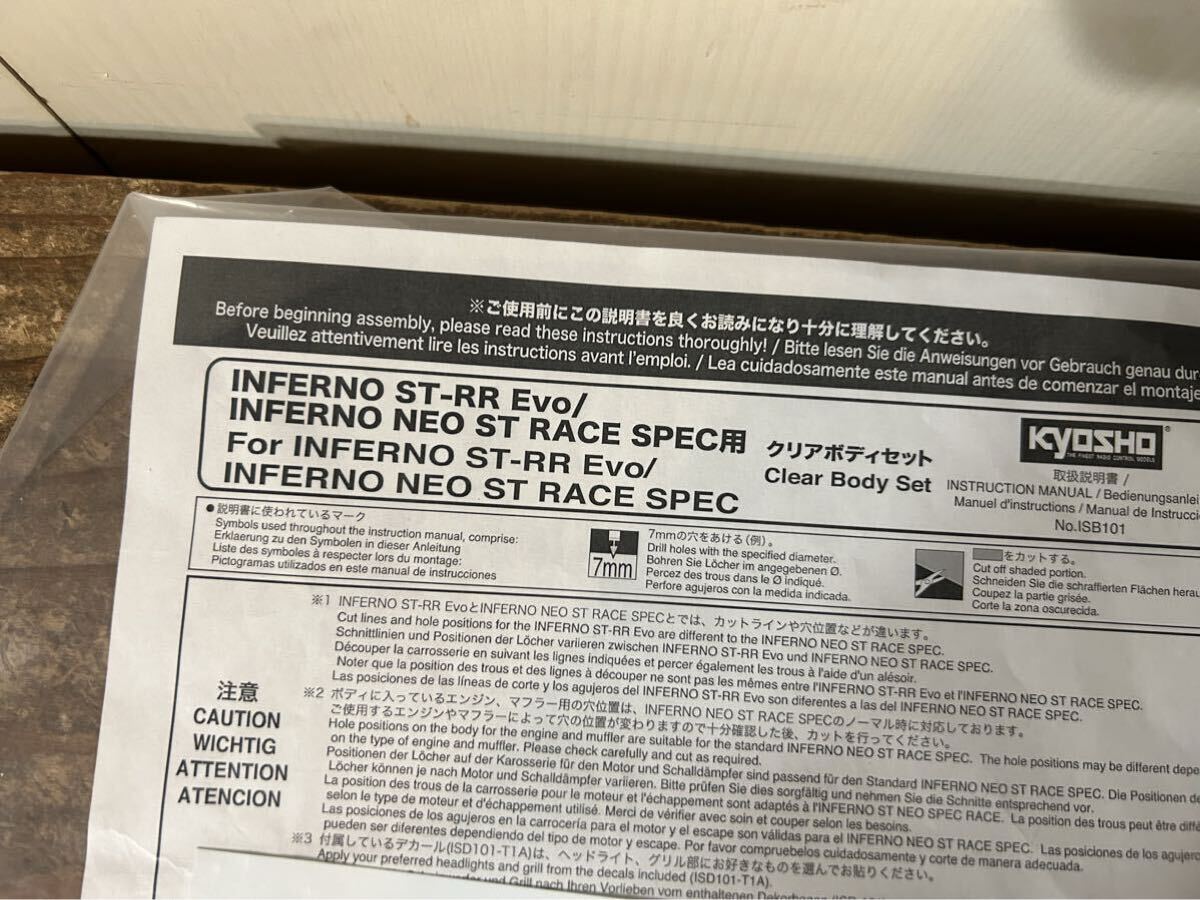 ※ご使用前にこの説明書を良くお読みになり十分に理解してください。
Before beginning assembly, please read these instructions thoroughly! / Bitte lesen Sie die Anweisungen vor Gebrauch genau dur
Veuillez attentivement lire les instructions avant l'emploi. / Lea cuidadosamente este manual antes de comenzar el montaje
INFERNO ST-RR Evo/
INFERNO NEO ST RACE SPEC用
For INFERNO ST-RR Evo/
INFERNO NEO ST RACE SPEC
クリアボディセット
Clear Body Set
KYOSHO®
THE FINEST RADIO CONTROL MODELS
取扱説明書 /
INSTRUCTION MANUAL / Bedienungsanlei
Manuel d'instructions / Manual de Instrucci
No.ISB101
●説明書に使われているマーク
Symbols used throughout the instruction manual, comprise:
Erklaerung zu den Symbolen in dieser Anleitung
Liste des symboles à respecter lors du montage:
Pictogramas utilizados en este manual de instrucciones
7mm
7mmの穴をあける(例)。
Drill holes with the specified diameter.
Bohren Sie Löcher im angegebenen Ø.
Percez des trous dans le Ø indiqué.
Perfore agujeros con la medida indicada.
をカットする。
Cut off shaded portion.
Schneiden Sie die schraffierten Flächen herau
Coupez la partie grisée.
Corte la zona oscurecida.
注意
CAUTION
WICHTIG
ATTENTION
ATENCION
※1 INFERNO ST-RR EvoとINFERNO NEO ST RACE SPECとでは、カットラインや穴位置などが違います。
Cut lines and hole positions for the INFERNO ST-RR Evo are different to the INFERNO NEO ST RACE SPEC.
Schnittlinien und Positionen der Löcher variieren zwischen INFERNO ST-RR Evo und INFERNO NEO ST RACE SPEC.
Découper la carrosserie en suivant les lignes indiquées et percer également les trous à l'aide d'un alésoir.
Noter que la position des trous et des lignes à découper ne sont pas les mêmes entre l'INFERNO ST-RR Evo et l'INFERNO NEO ST RACE SPEC.
Las posiciones de las líneas de corte y los agujeros del INFERNO ST-RR Evo son diferentes a las del INFERNO NEO ST RACE SPEC.
※2 ボディに入っているエンジン、マフラー用の穴位置は、INFERNO NEO ST RACE SPECのノーマル時に対応しております。
ご使用するエンジンやマフラーによって穴の位置が変わりますので十分確認した後、カットを行ってください。
Hole positions on the body for the engine and muffler are suitable for the standard INFERNO NEO ST RACE SPEC. The hole positions may be different depe
on the type of engine and muffler. Please check carefully and cut as required.
Positionen der Löcher auf der Karosserie für den Motor und Schalldämpfer sind passend für den Standard INFERNO NEO ST RACE SPEC. Die Positionen de
Löcher können je nach Motor und Schalldämpfer variieren. Bitte prüfen Sie dies sorgfältig und nehmen Sie die Schnitte entsprechend vor.
La position des trous de la carrosserie pour le moteur et l'échappement sont adaptés à l'INFERNO ST NEO SPEC RACE. La position des trous peut être diffé
selon le type de moteur et d'échappement utilisé. Merci de vérifier avec soin et couper selon les besoins.
Las posiciones de los agujeros en la carrocería para el motor y el escape son válidas para el INFERNO NEO ST RACE SPEC. Las posiciones de los agujero
pueden ser diferentes dependiendo del tipo de motor y escape. Por favor compruebelos cuidadosamente y corte de manera adecuada.
※3 付属しているデカール(ISD101-T1A)は、ヘッドライト、グリル部にお好きなものを選んでお貼りください。
Apply your preferred headlights and grill from the decals included (ISD101-T1A).
und Grill nach Ihren Vorlieben vom enthaltenen Dekorbogen